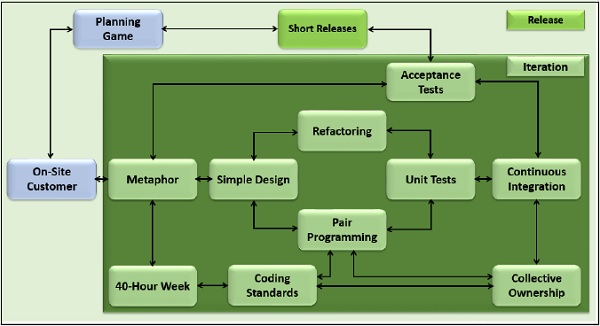 Planning
Game
Short Releases
Release
Iteration
Acceptance
Tests
Refactoring
On-Site
Customer
Metaphor
Simple Design
Unit Tests
Continuous
Integration
Pair
Programming
40-Hour Week
Coding
Standards
Collective
Ownership